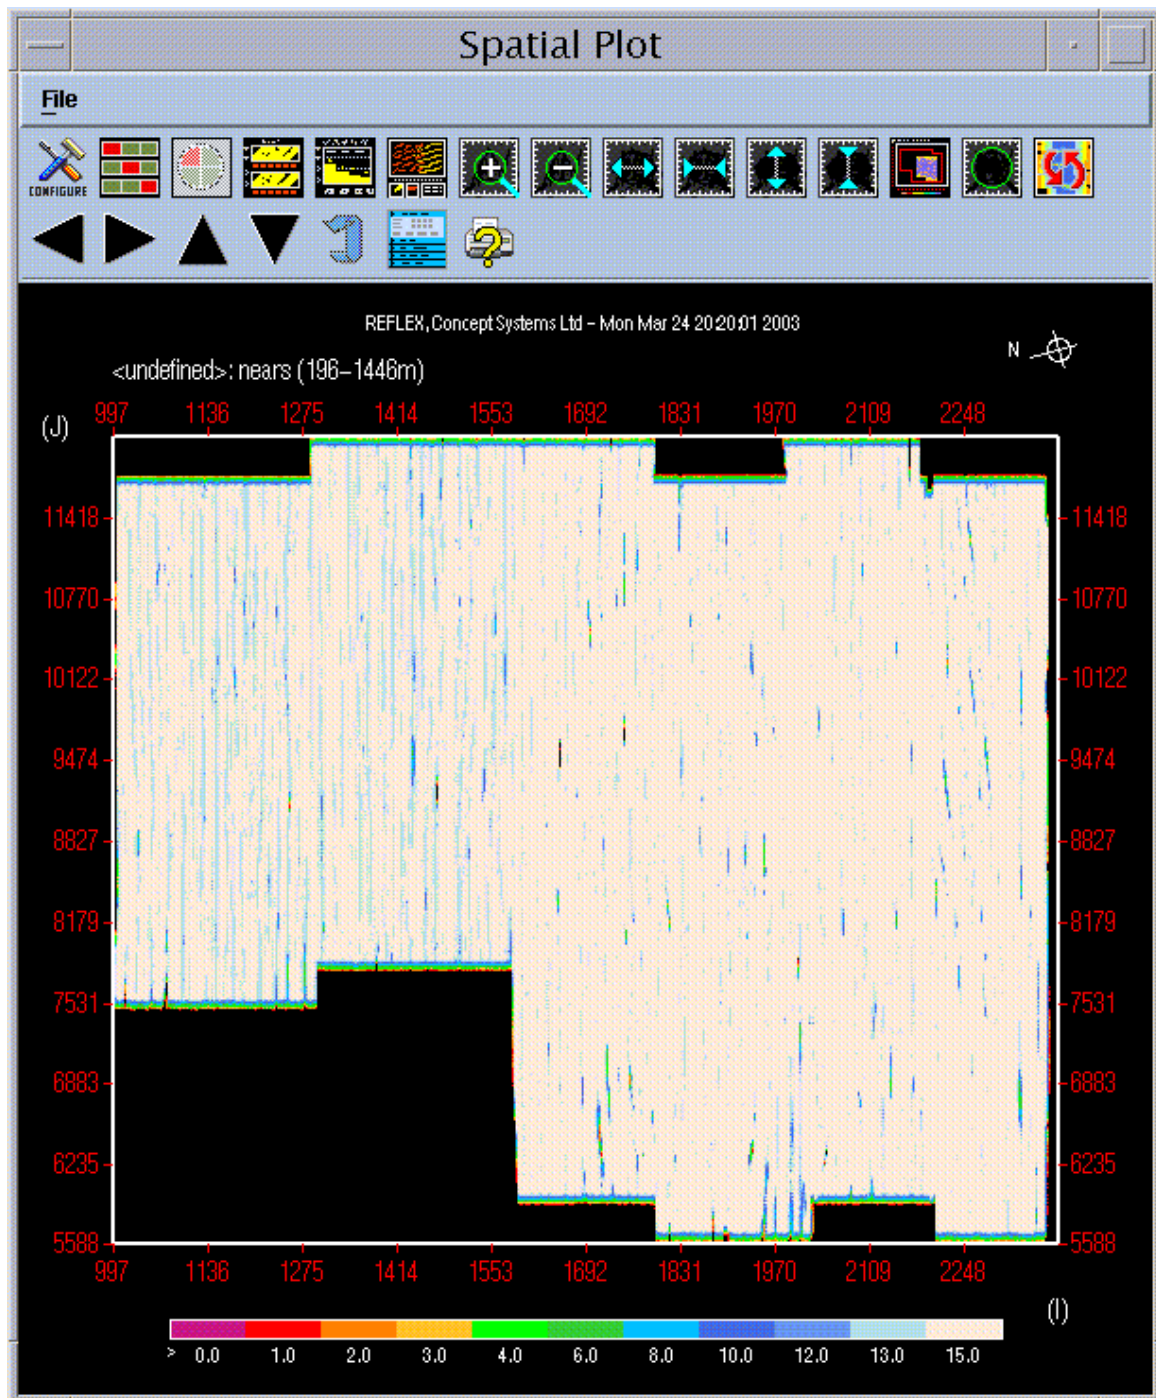 Spatial Plot
File
CONFIGURE
REFLEX, Concept Systems Ltd – Mon Mar 24 20:20:01 2003
N
<undefined>: nears (196–1446m)
(J)
997 1136 1275 1414 1553 1692 1831 1970 2109 2248
11418 11418
10770 10770
10122 10122
9474 9474
8827 8827
8179 8179
7531 7531
6883 6883
6235 6235
5588 5588
997 1136 1275 1414 1553 1692 1831 1970 2109 2248
(I)
> 0.0 1.0 2.0 3.0 4.0 6.0 8.0 10.0 12.0 13.0 15.0